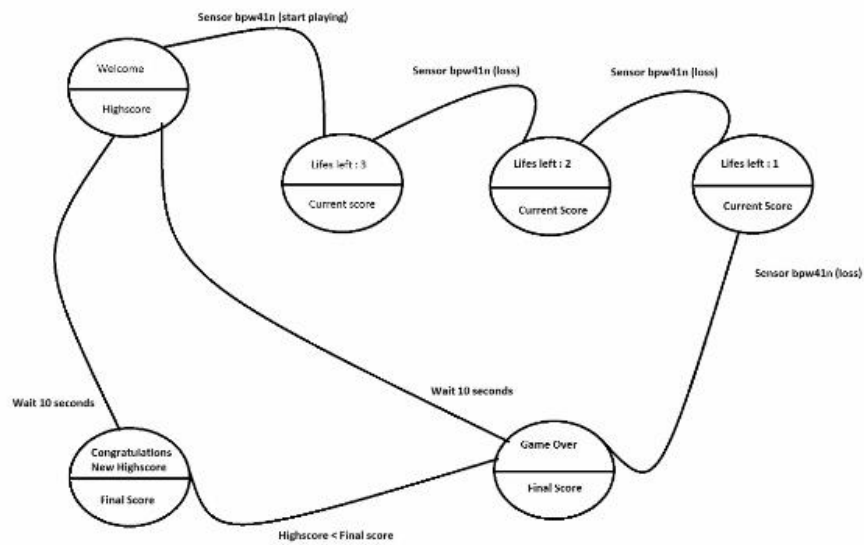 Sensor bpw41n (start playing)
Welcome
Highscore
Sensor bpw41n (loss)
Sensor bpw41n (loss)
Lifes left : 3
Current score
Lifes left : 2
Current Score
Lifes left : 1
Current Score
Sensor bpw41n (loss)
Wait 10 seconds
Wait 10 seconds
Congratulations
New Highscore
Final Score
Game Over
Final Score
Highscore < Final score